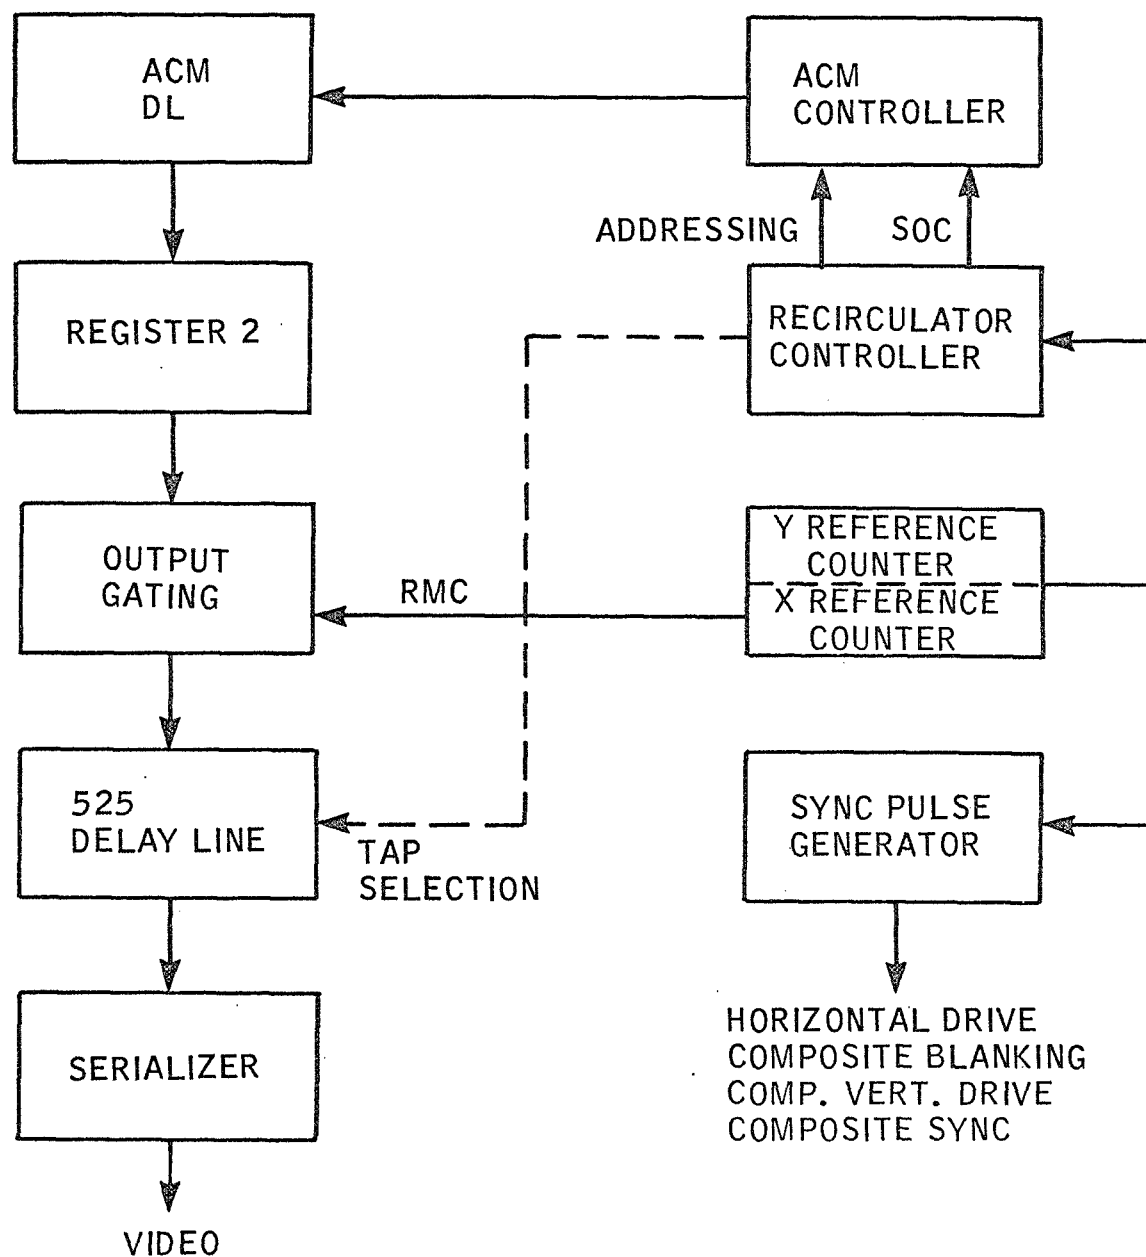 ACM
DL
ACM
CONTROLLER
ADDRESSING
SOC
REGISTER 2
RECIRCULATOR
CONTROLLER
OUTPUT
GATING
RMC
Y REFERENCE
COUNTER
X REFERENCE
COUNTER
525
DELAY LINE
TAP
SELECTION
SYNC PULSE
GENERATOR
SERIALIZER
HORIZONTAL DRIVE
COMPOSITE BLANKING
COMP. VERT. DRIVE
COMPOSITE SYNC
VIDEO